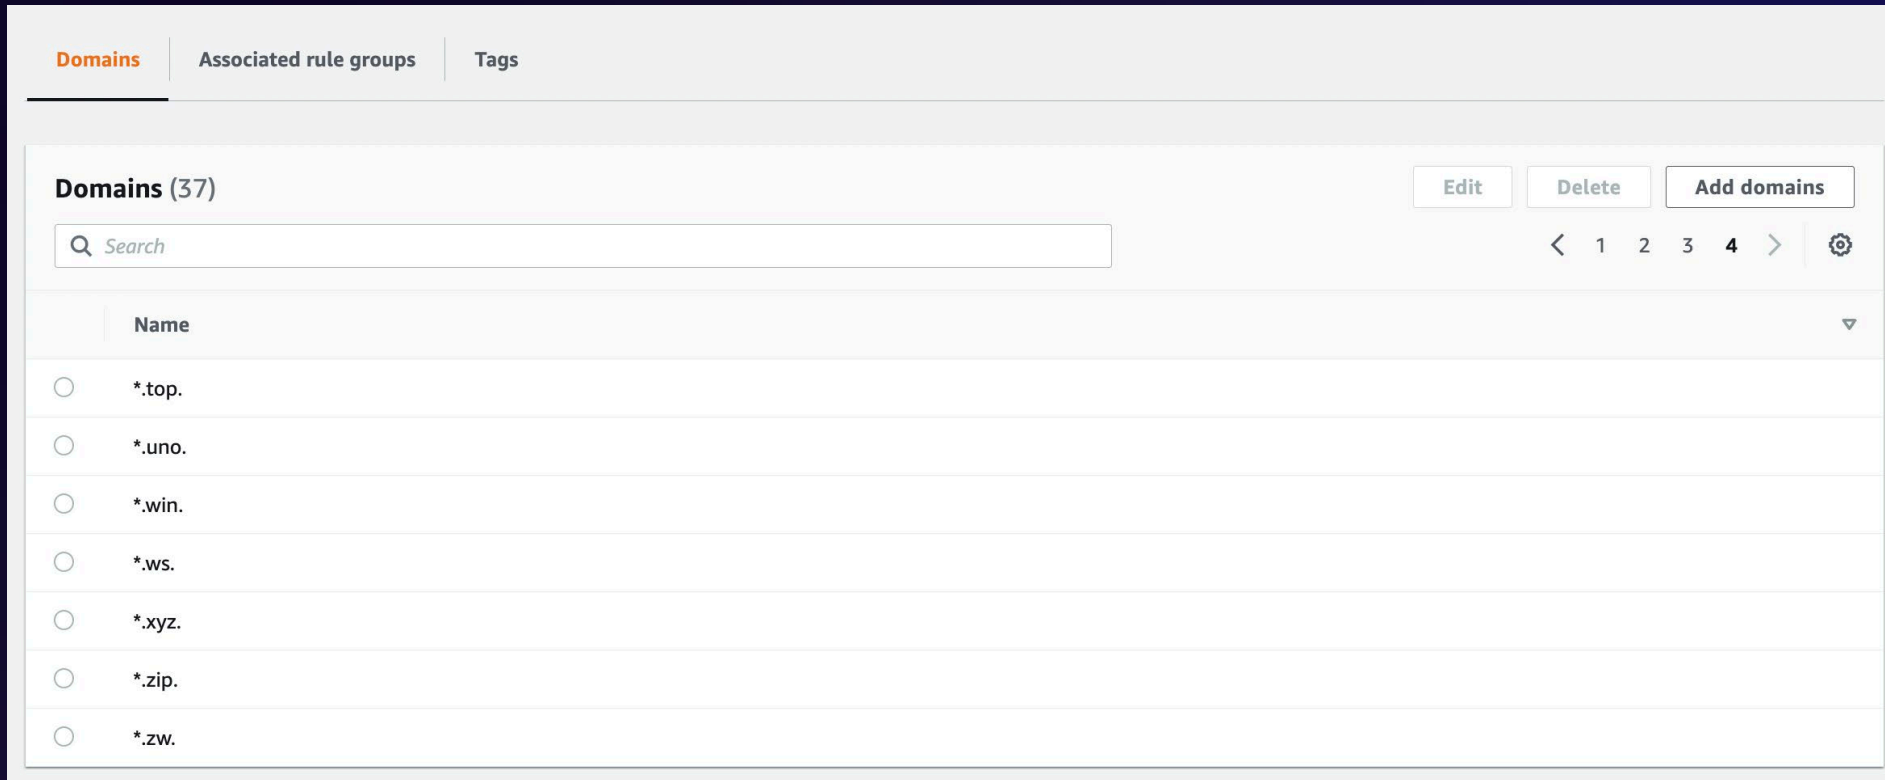 Domains Associated rule groups Tags
Domains (37) Edit Delete Add domains
Search 1 2 3 4
Name
*.top.
*.uno.
*.win.
*.ws.
*.xyz.
*.zip.
*.zw.